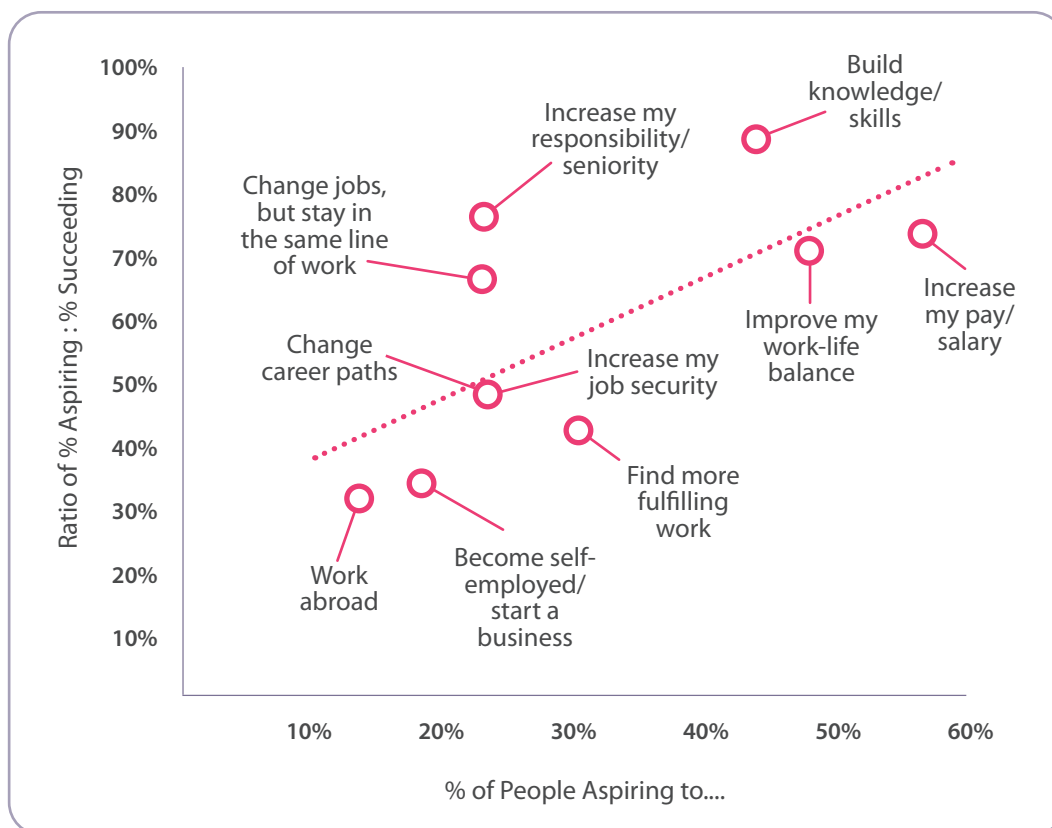 Ratio of % Aspiring : % Succeeding
100%
90%
80%
70%
60%
50%
40%
30%
20%
10%
Build
knowledge/
skills
Increase my
responsibility/
seniority
Change jobs,
but stay in
the same line
of work
Change
career paths
Increase my
job security
Improve my
work-life
balance
Increase
my pay/
salary
Find more
fulfilling
work
Work
abroad
Become self-
employed/
start a
business
10%
20%
30%
40%
50%
60%
% of People Aspiring to....